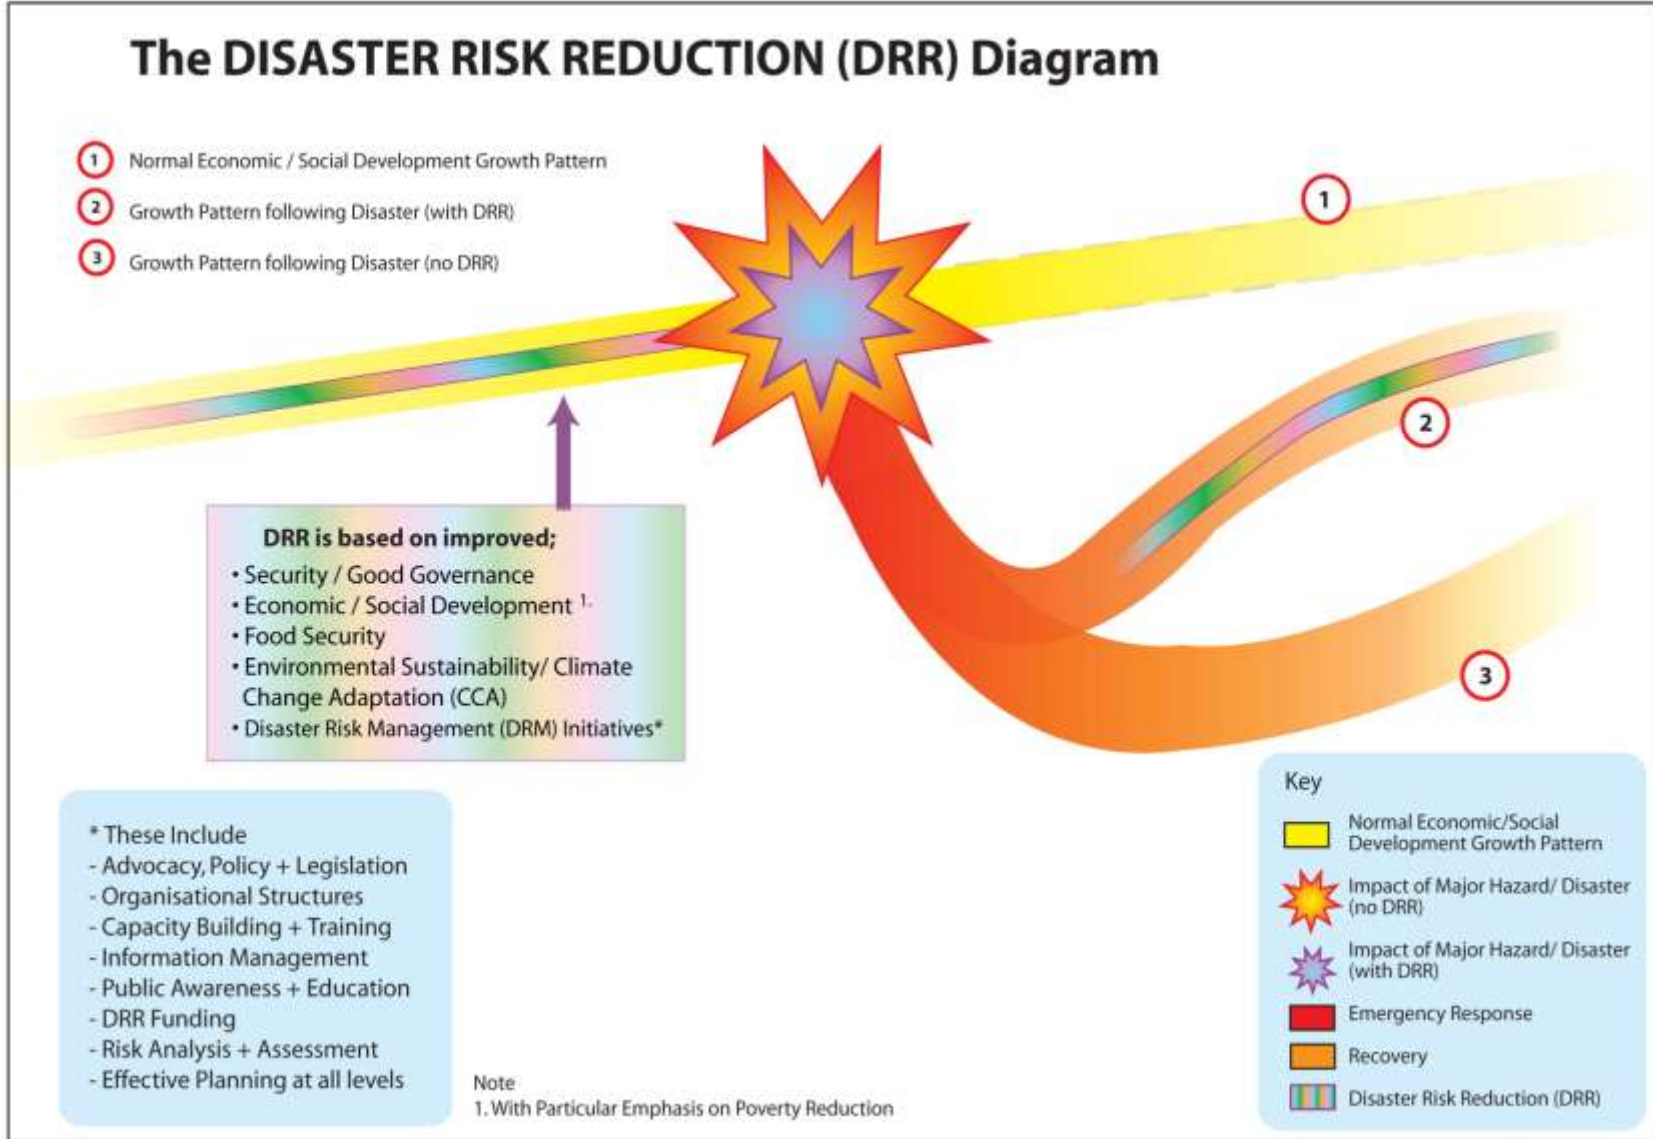 The DISASTER RISK REDUCTION (DRR) Diagram
1 Normal Economic / Social Development Growth Pattern
2 Growth Pattern following Disaster (with DRR)
3 Growth Pattern following Disaster (no DRR)
1
2
3
DRR is based on improved;
• Security / Good Governance
• Economic / Social Development 1.
• Food Security
• Environmental Sustainability/ Climate
Change Adaptation (CCA)
• Disaster Risk Management (DRM) Initiatives*
* These Include
- Advocacy, Policy + Legislation
- Organisational Structures
- Capacity Building + Training
- Information Management
- Public Awareness + Education
- DRR Funding
- Risk Analysis + Assessment
- Effective Planning at all levels
Note
1. With Particular Emphasis on Poverty Reduction
Key
Normal Economic/Social
Development Growth Pattern
Impact of Major Hazard/ Disaster
(no DRR)
Impact of Major Hazard/ Disaster
(with DRR)
Emergency Response
Recovery
Disaster Risk Reduction (DRR)